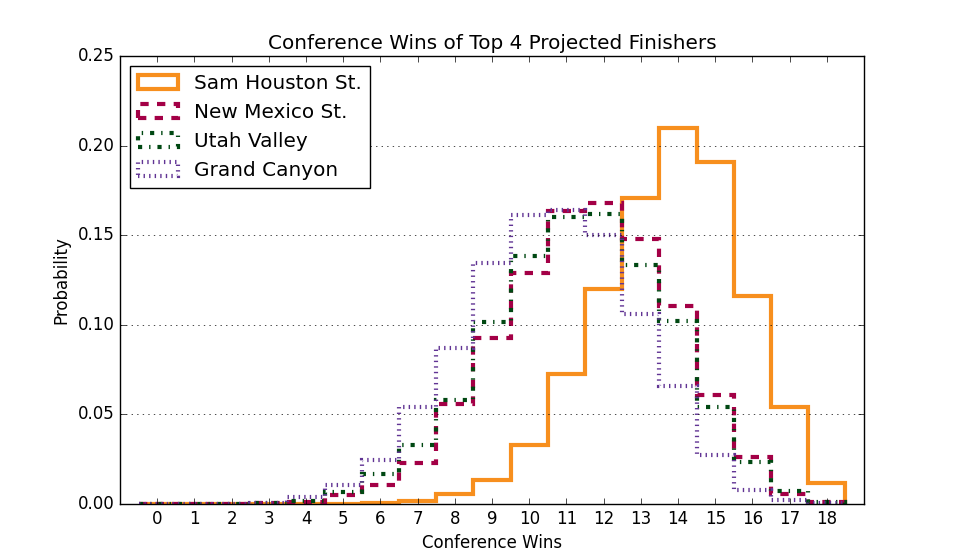 Conference Wins of Top 4 Projected Finishers
0.25
0.20
0.15
0.10
0.05
0.00
Probability
Sam Houston St.
New Mexico St.
Utah Valley
Grand Canyon
0 1 2 3 4 5 6 7 8 9 10 11 12 13 14 15 16 17 18
Conference Wins